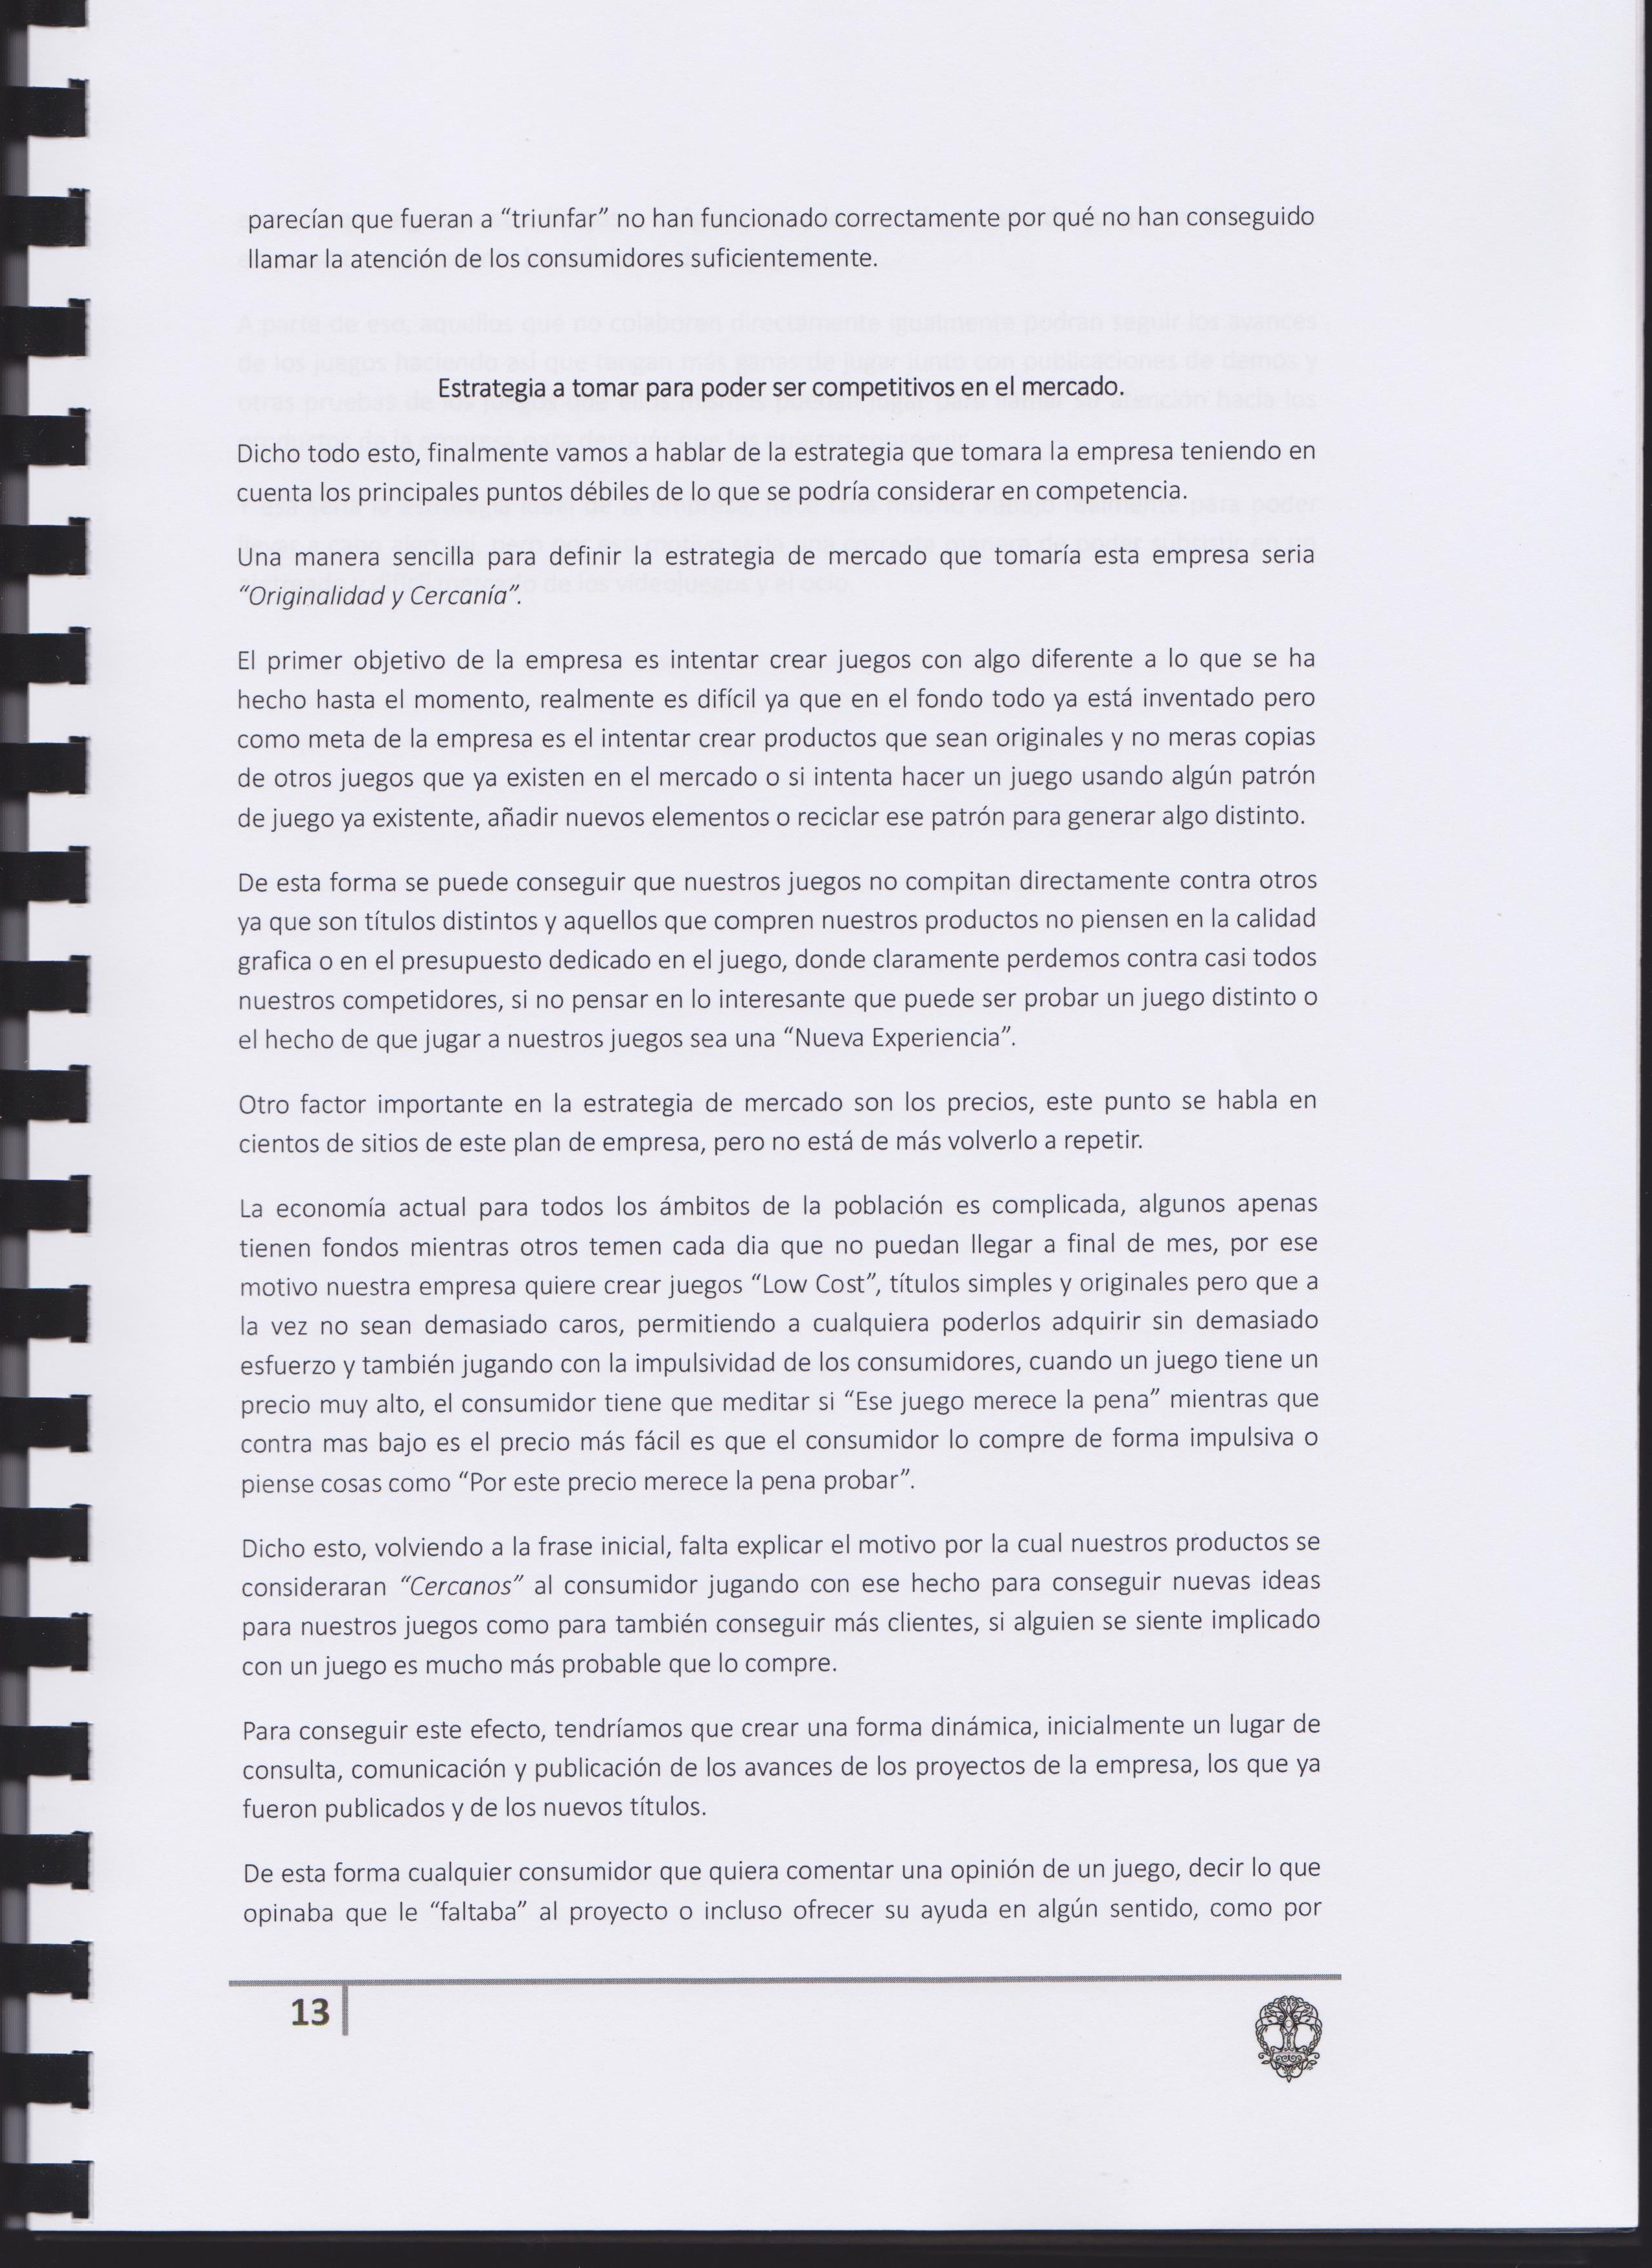 parecían que fueran a “triunfar” no han funcionado correctamente por qué no han conseguido
llamar la atención de los consumidores suficientemente.
Estrategia a tomar para poder ser competitivos en el mercado.
Dicho todo esto, finalmente vamos a hablar de la estrategia que tomara la empresa teniendo en
cuenta los principales puntos débiles de lo que se podría considerar en competencia.
Una manera sencilla para definir la estrategia de mercado que tomaría esta empresa seria
“Originalidad y Cercanía”.
El primer objetivo de la empresa es intentar crear juegos con algo diferente a lo que se ha
hecho hasta el momento, realmente es difícil ya que en el fondo todo ya está inventado pero
como meta de la empresa es el intentar crear productos que sean originales y no meras copias
de otros juegos que ya existen en el mercado o si intenta hacer un juego usando algún patrón
de juego ya existente, añadir nuevos elementos o reciclar ese patrón para generar algo distinto.
De esta forma se puede conseguir que nuestros juegos no compitan directamente contra otros
ya que son títulos distintos y aquellos que compren nuestros productos no piensen en la calidad
grafica o en el presupuesto dedicado en el juego, donde claramente perdemos contra casi todos
nuestros competidores, si no pensar en lo interesante que puede ser probar un juego distinto o
el hecho de que jugar a nuestros juegos sea una “Nueva Experiencia”.
Otro factor importante en la estrategia de mercado son los precios, este punto se habla en
cientos de sitios de este plan de empresa, pero no está de más volverlo a repetir.
La economía actual para todos los ámbitos de la población es complicada, algunos apenas
tienen fondos mientras otros temen cada dia que no puedan llegar a final de mes, por ese
motivo nuestra empresa quiere crear juegos “Low Cost”, títulos simples y originales pero que a
la vez no sean demasiado caros, permitiendo a cualquiera poderlos adquirir sin demasiado
esfuerzo y también jugando con la impulsividad de los consumidores, cuando un juego tiene un
precio muy alto, el consumidor tiene que meditar si “Ese juego merece la pena” mientras que
contra mas bajo es el precio más fácil es que el consumidor lo compre de forma impulsiva o
piense cosas como “Por este precio merece la pena probar”.
Dicho esto, volviendo a la frase inicial, falta explicar el motivo por la cual nuestros productos se
consideraran “Cercanos” al consumidor jugando con ese hecho para conseguir nuevas ideas
para nuestros juegos como para también conseguir más clientes, si alguien se siente implicado
con un juego es mucho más probable que lo compre.
Para conseguir este efecto, tendríamos que crear una forma dinámica, inicialmente un lugar de
consulta, comunicación y publicación de los avances de los proyectos de la empresa, los que ya
fueron publicados y de los nuevos títulos.
De esta forma cualquier consumidor que quiera comentar una opinión de un juego, decir lo que
opinaba que le “faltaba” al proyecto o incluso ofrecer su ayuda en algún sentido, como por
13